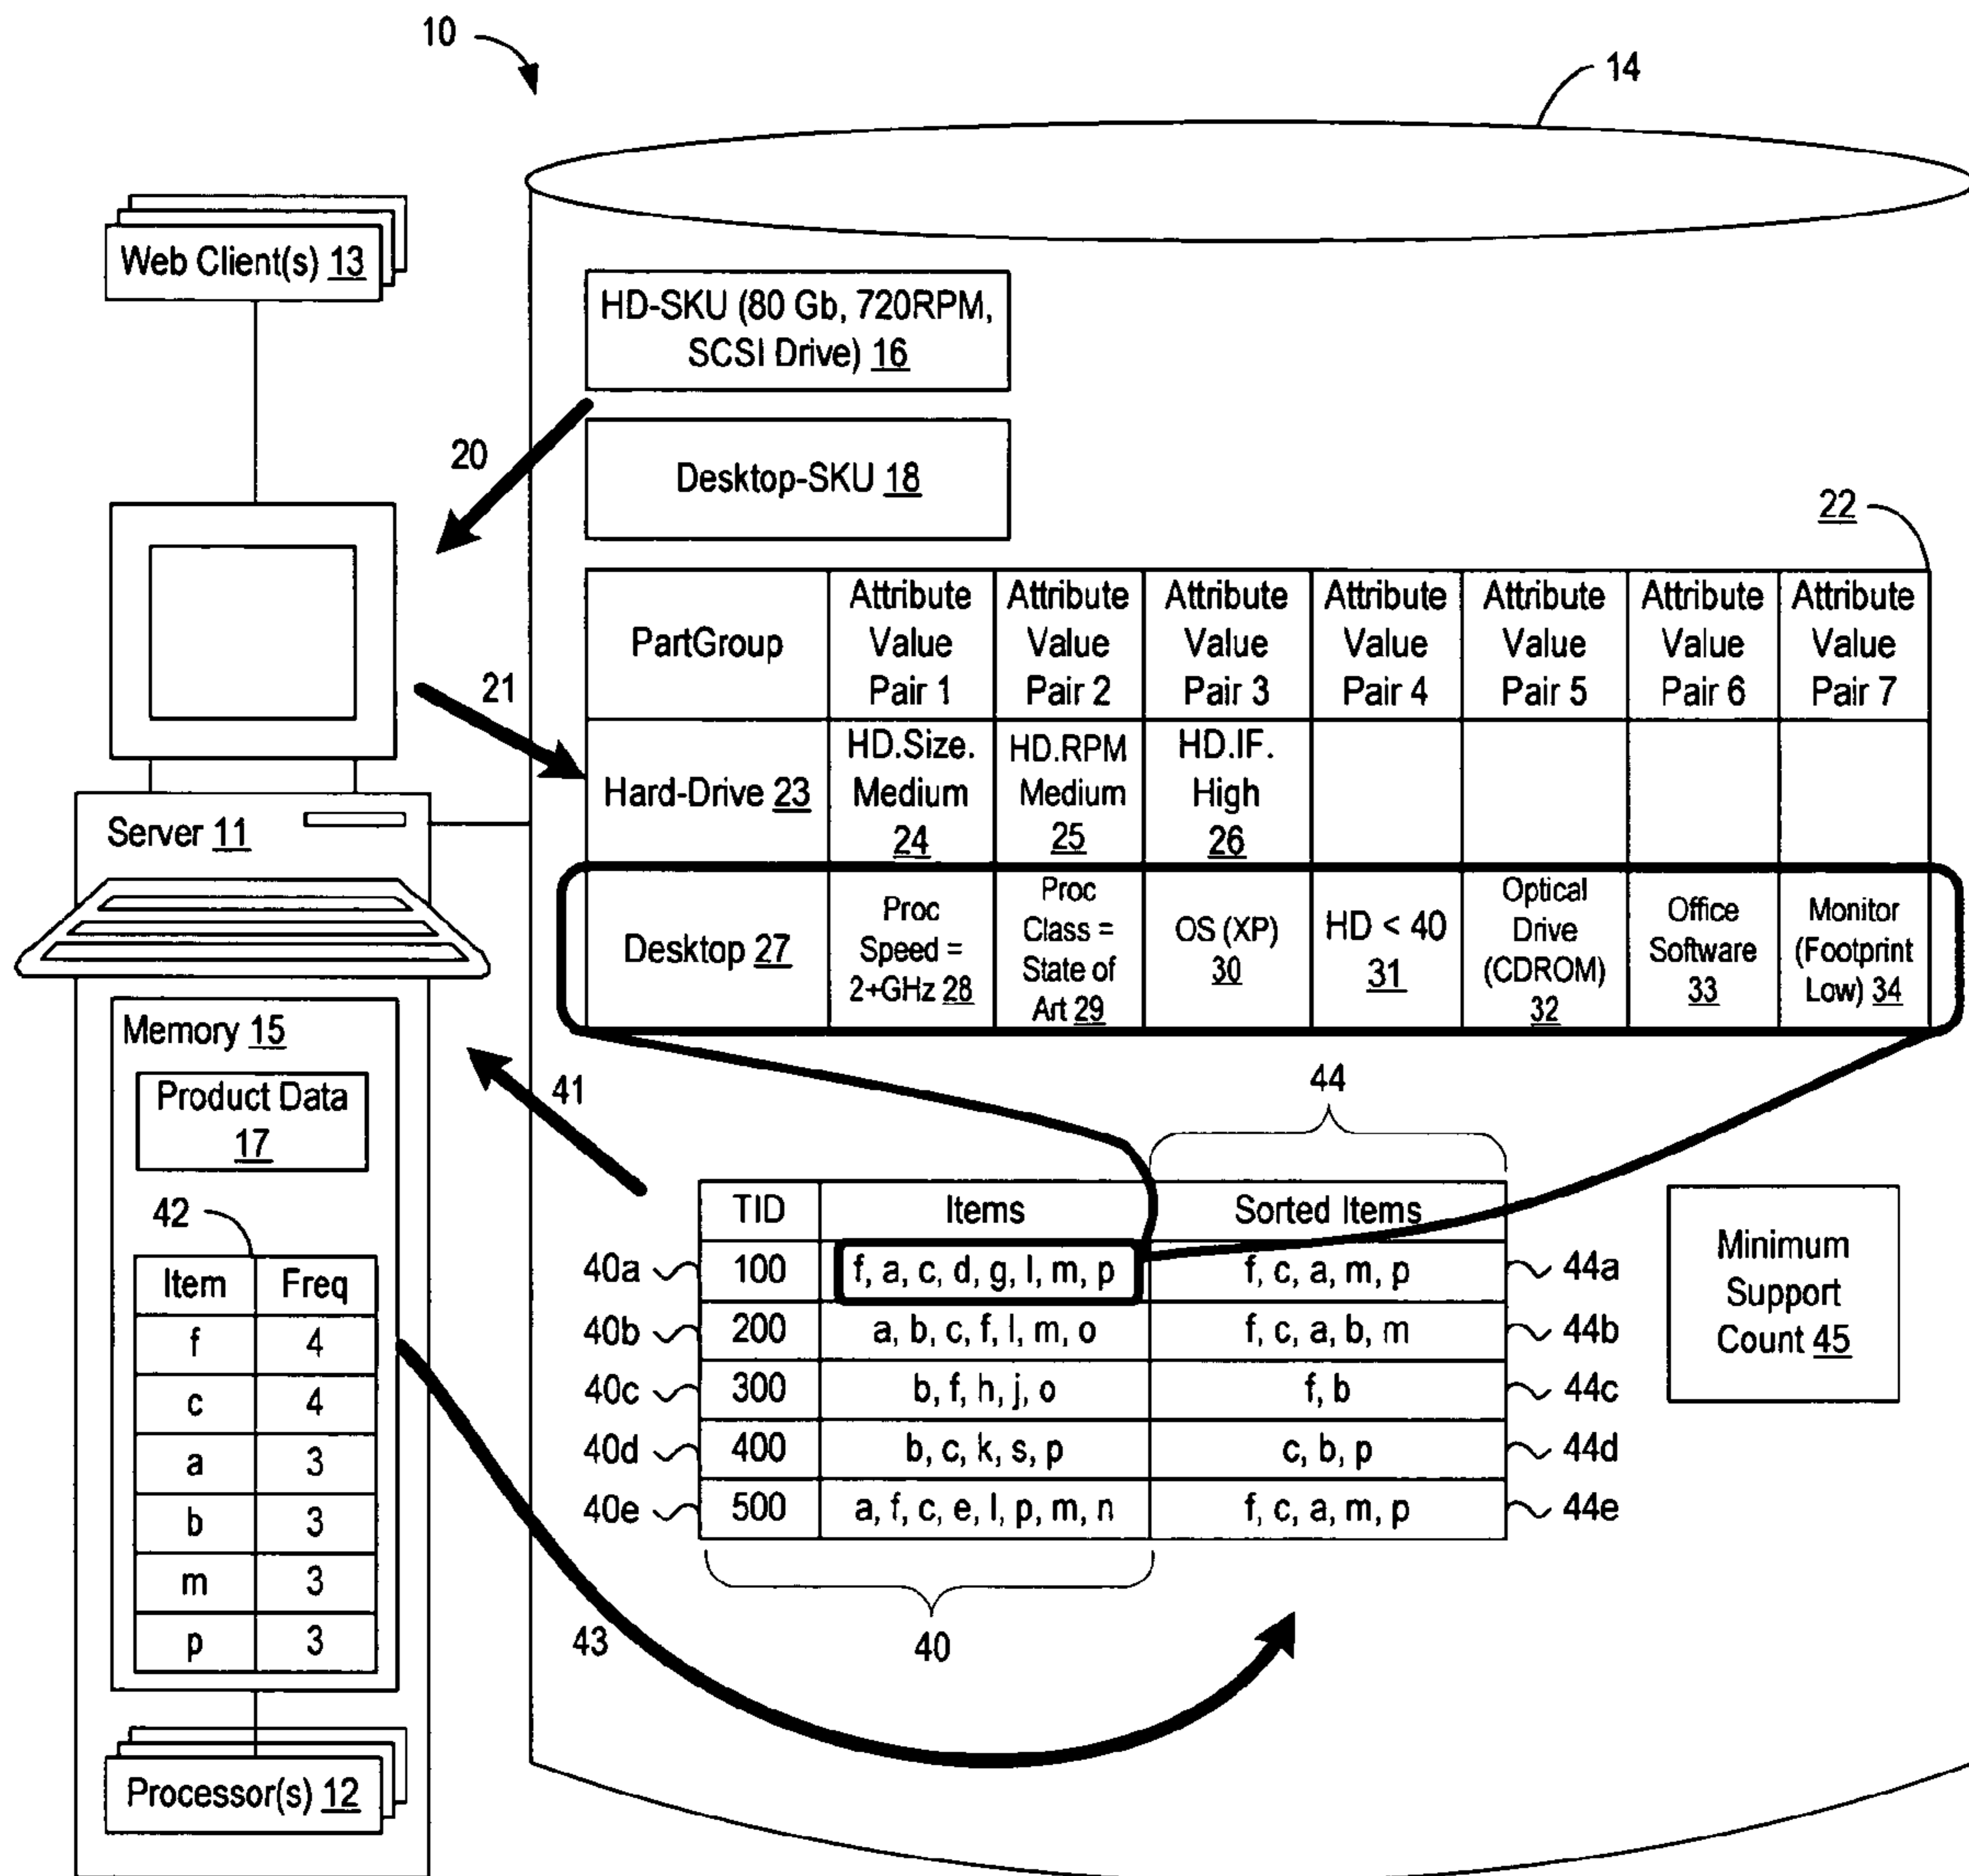 10
14
Web Client(s) 13
HD-SKU (80 Gb, 720RPM,
SCSI Drive) 16
20
Desktop-SKU 18
22
PartGroup
Attribute
Value
Pair 1
Attribute
Value
Pair 2
Attribute
Value
Pair 3
Attribute
Value
Pair 4
Attribute
Value
Pair 5
Attribute
Value
Pair 6
Attribute
Value
Pair 7
21
Hard-Drive 23
HD.Size.
Medium
24
HD.RPM
Medium
25
HD.IF.
High
26
Server 11
Desktop 27
Proc
Speed =
2+GHz 28
Proc
Class =
State of
Art 29
OS (XP)
30
HD < 40
31
Optical
Drive
(CDROM)
32
Office
Software
33
Monitor
(Footprint
Low) 34
Memory 15
Product Data
17
41
44
42
Item Freq
f 4
c 4
a 3
b 3
m 3
p 3
TID Items Sorted Items
40a 100 f, a, c, d, g, l, m, p f, c, a, m, p 44a
40b 200 a, b, c, f, l, m, o f, c, a, b, m 44b
40c 300 b, f, h, j, o f, b 44c
40d 400 b, c, k, s, p c, b, p 44d
40e 500 a, f, c, e, l, p, m, n f, c, a, m, p 44e
Minimum
Support
Count 45
43
40
Processor(s) 12